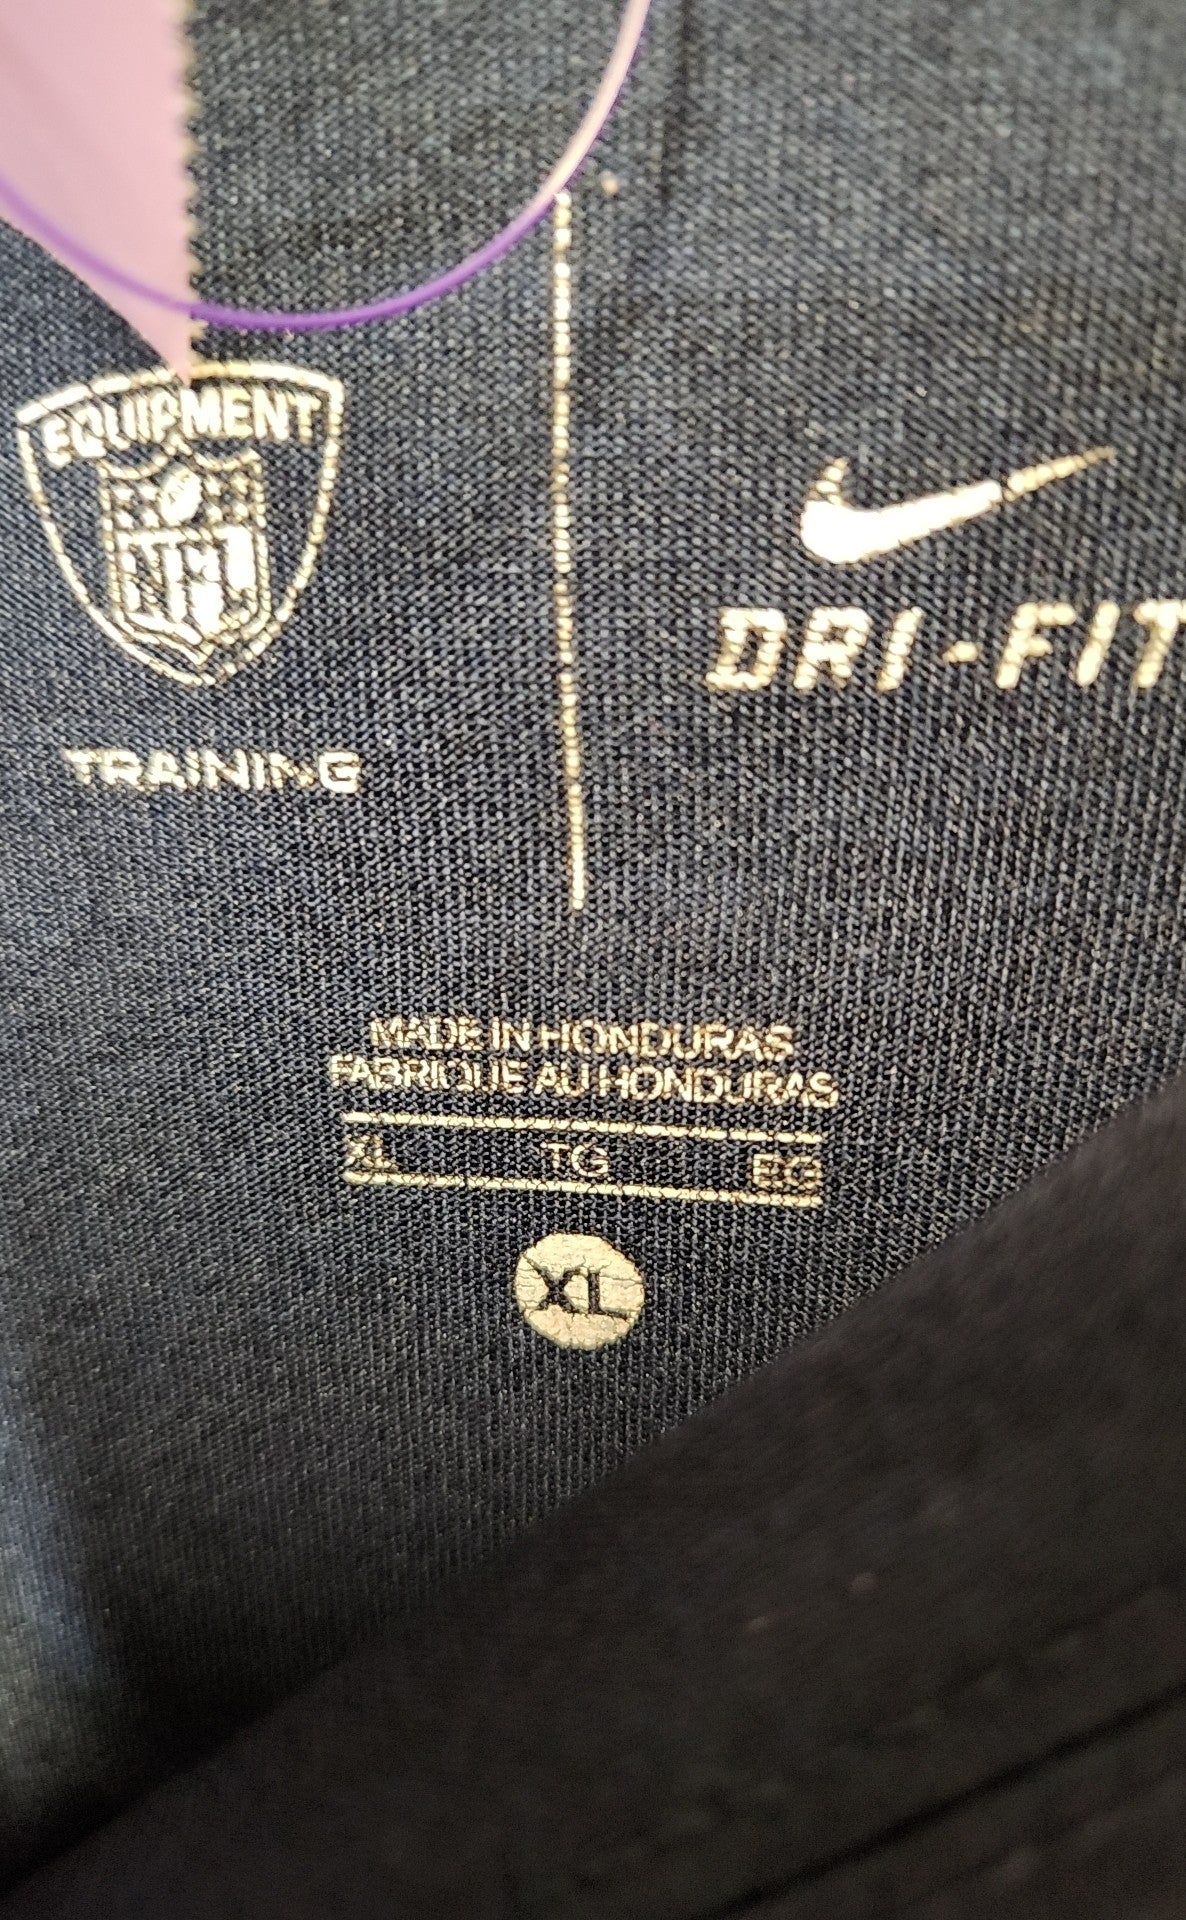 EQUIPMENT
NFL
TRAINING
DRI-FIT
MADE IN HONDURAS
FABRIQUE AU HONDURAS
XL TG EG
XL